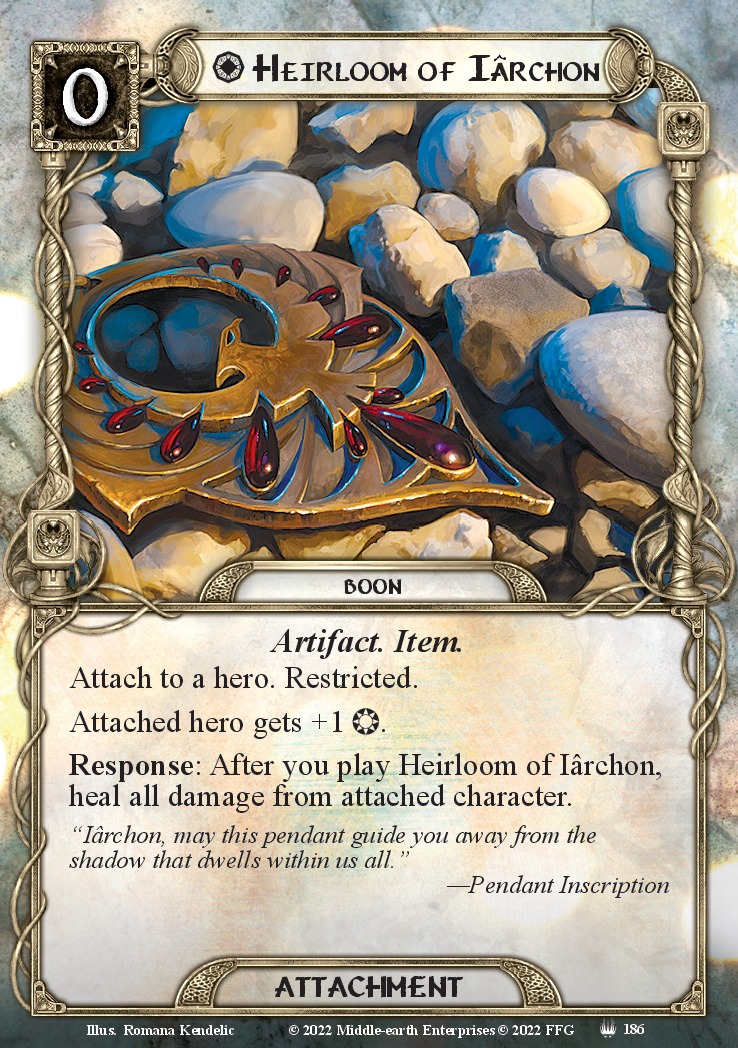 0
Heirloom of Iârchon
BOON
Artifact. Item.
Attach to a hero. Restricted.
Attached hero gets +1 .
Response: After you play Heirloom of Iârchon,
heal all damage from attached character.
“Iârchon, may this pendant guide you away from the
shadow that dwells within us all.”
—Pendant Inscription
ATTACHMENT
Illus. Romana Kendelic © 2022 Middle-earth Enterprises © 2022 FFG 186